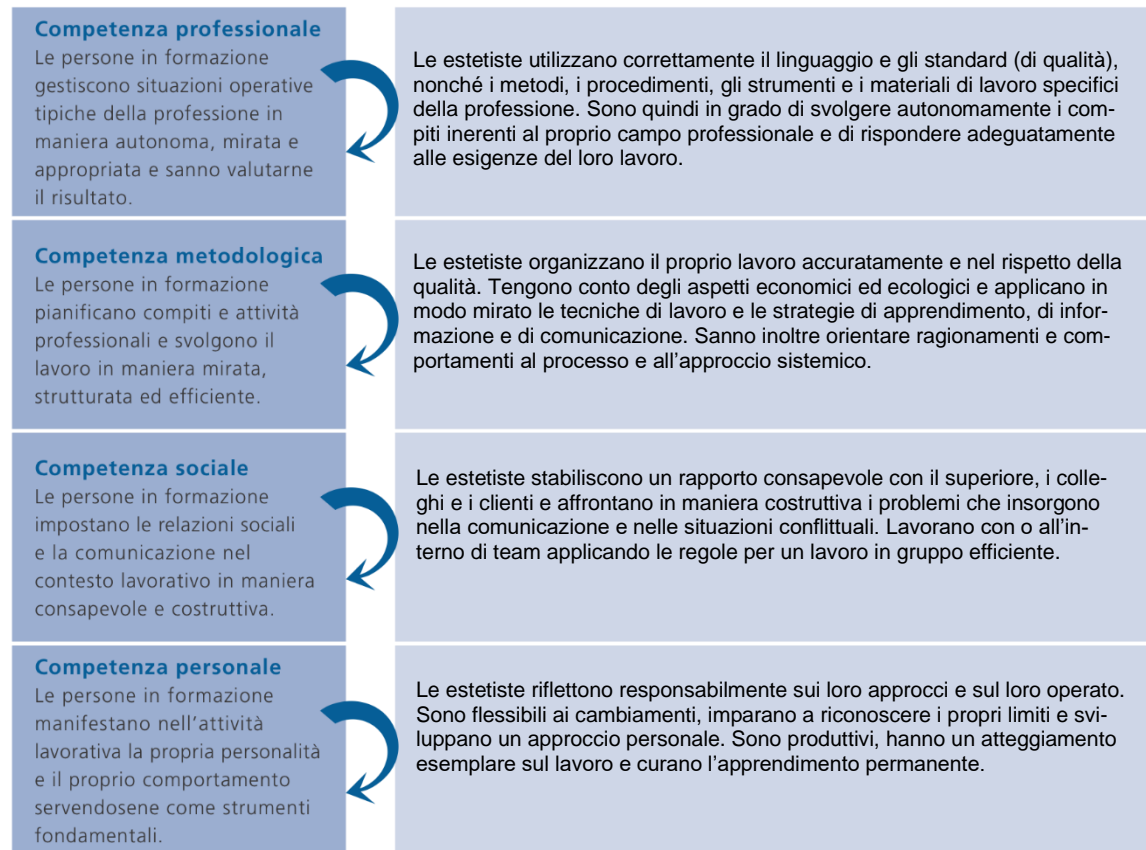 Competenza professionale
Le persone in formazione
gestiscono situazioni operative
tipiche della professione in
maniera autonoma, mirata e
appropriata e sanno valutarne
il risultato.
Le estetiste utilizzano correttamente il linguaggio e gli standard (di qualità),
nonché i metodi, i procedimenti, gli strumenti e i materiali di lavoro specifici
della professione. Sono quindi in grado di svolgere autonomamente i com-
piti inerenti al proprio campo professionale e di rispondere adeguatamente
alle esigenze del loro lavoro.
Competenza metodologica
Le persone in formazione
pianificano compiti e attività
professionali e svolgono il
lavoro in maniera mirata,
strutturata ed efficiente.
Le estetiste organizzano il proprio lavoro accuratamente e nel rispetto della
qualità. Tengono conto degli aspetti economici ed ecologici e applicano in
modo mirato le tecniche di lavoro e le strategie di apprendimento, di infor-
mazione e di comunicazione. Sanno inoltre orientare ragionamenti e com-
portamenti al processo e all'approccio sistemico.
Competenza sociale
Le persone in formazione
impostano le relazioni sociali
e la comunicazione nel
contesto lavorativo in maniera
consapevole e costruttiva.
Le estetiste stabiliscono un rapporto consapevole con il superiore, i colle-
ghi e i clienti e affrontano in maniera costruttiva i problemi che insorgono
nella comunicazione e nelle situazioni conflittuali. Lavorano con o all'in-
terno di team applicando le regole per un lavoro in gruppo efficiente.
Competenza personale
Le persone in formazione
manifestano nell'attività
lavorativa la propria personalità
e il proprio comportamento
servendosene come strumenti
fondamentali.
Le estetiste riflettono responsabilmente sui loro approcci e sul loro operato.
Sono flessibili ai cambiamenti, imparano a riconoscere i propri limiti e svi-
luppano un approccio personale. Sono produttivi, hanno un atteggiamento
esemplare sul lavoro e curano l'apprendimento permanente.